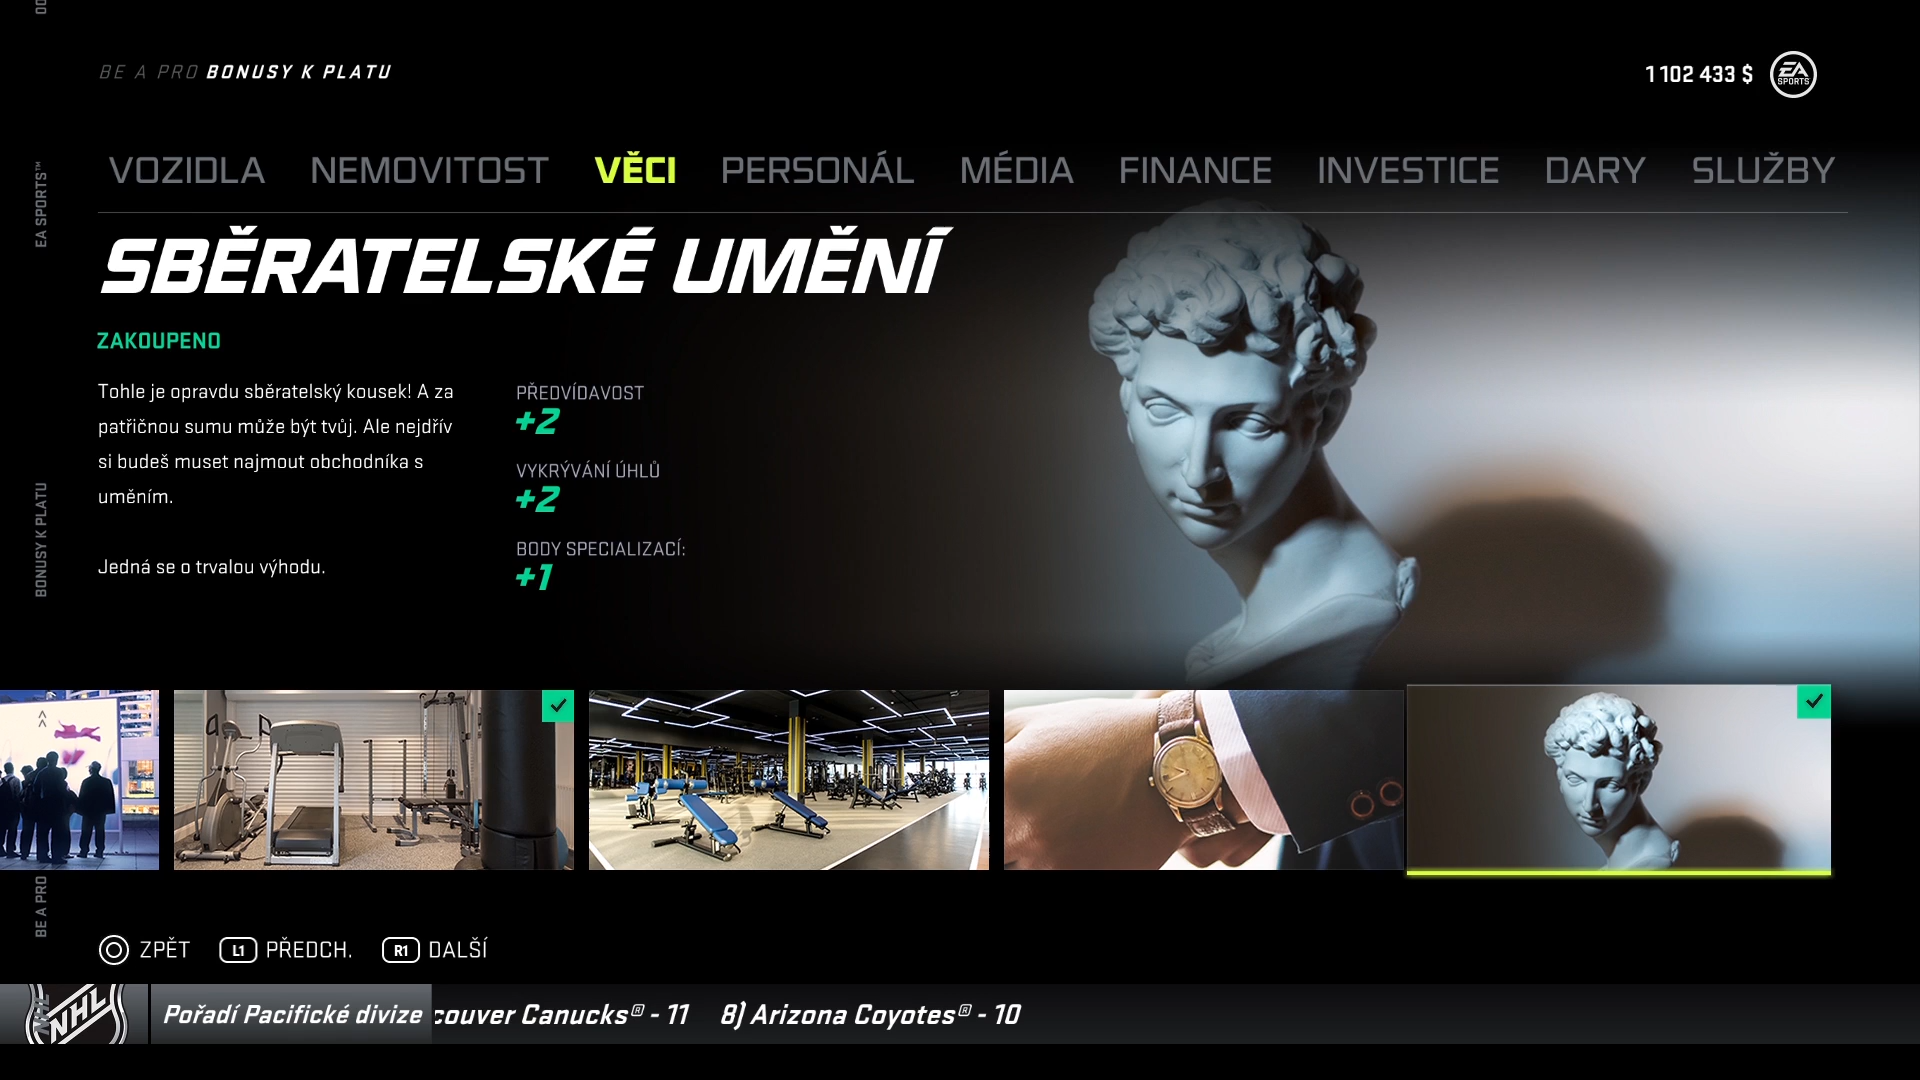 BE A PRO BONUSY K PLATU
1 102 433 $
EA SPORTS
VOZIDLA NEMOVITOST VĚCI PERSONÁL MÉDIA FINANCE INVESTICE DARY SLUŽBY
SBĚRATELSKÉ UMĚNÍ
ZAKOUPENO
Tohle je opravdu sběratelský kousek! A za
patřičnou sumu může být tvůj. Ale nejdřív
si budeš muset najmout obchodníka s
uměním.
Jedná se o trvalou výhodu.
PŘEDVÍDAVOST
+2
VYKRÝVÁNÍ ÚHLŮ
+2
BODY SPECIALIZACÍ:
+1
EA SPORTS™
BONUSY K PLATU
BE A PRO
ZPĚT L1 PŘEDCH. R1 DALŠÍ
NHL
NHL
Pořadí Pacifické divize couver Canucks® - 11 8) Arizona Coyotes® - 10